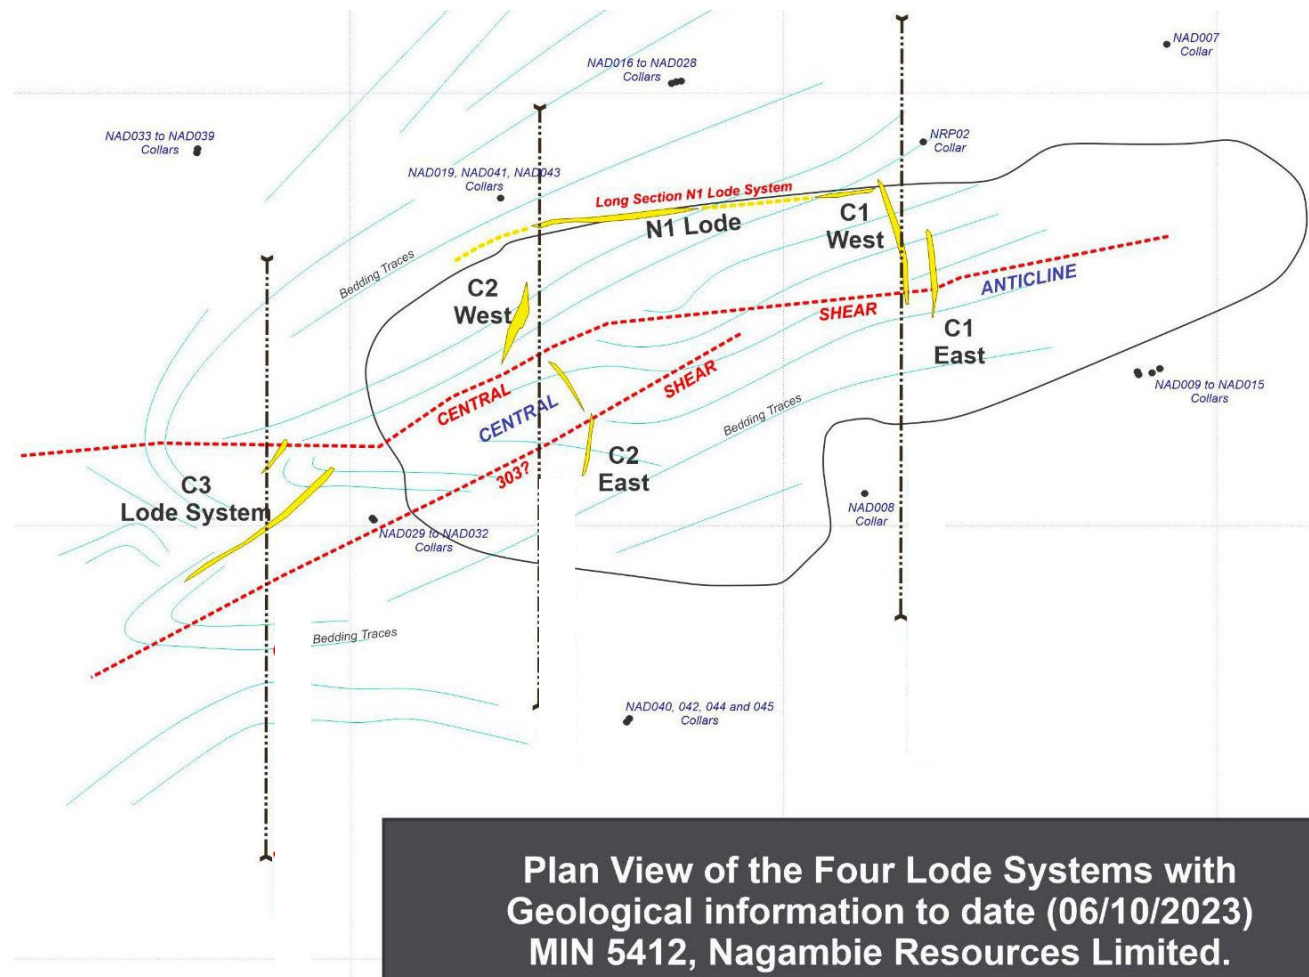 NAD007
Collar
NAD016 to NAD028
Collars
NAD033 to NAD039
Collars
NRP02
Collar
NAD019, NAD041, NAD043
Collars
Long Section N1 Lode System
N1 Lode
C1
West
Bedding Traces
C2
West
ANTICLINE
SHEAR
C1
East
SHEAR
CENTRAL
CENTRAL
NAD009 to NAD015
Collars
Bedding Traces
303?
C2
East
C3
Lode System
NAD008
Collar
NAD029 to NAD032
Collars
Bedding Traces
NAD040, 042, 044 and 045
Collars
Plan View of the Four Lode Systems with
Geological information to date (06/10/2023)
MIN 5412, Nagambie Resources Limited.